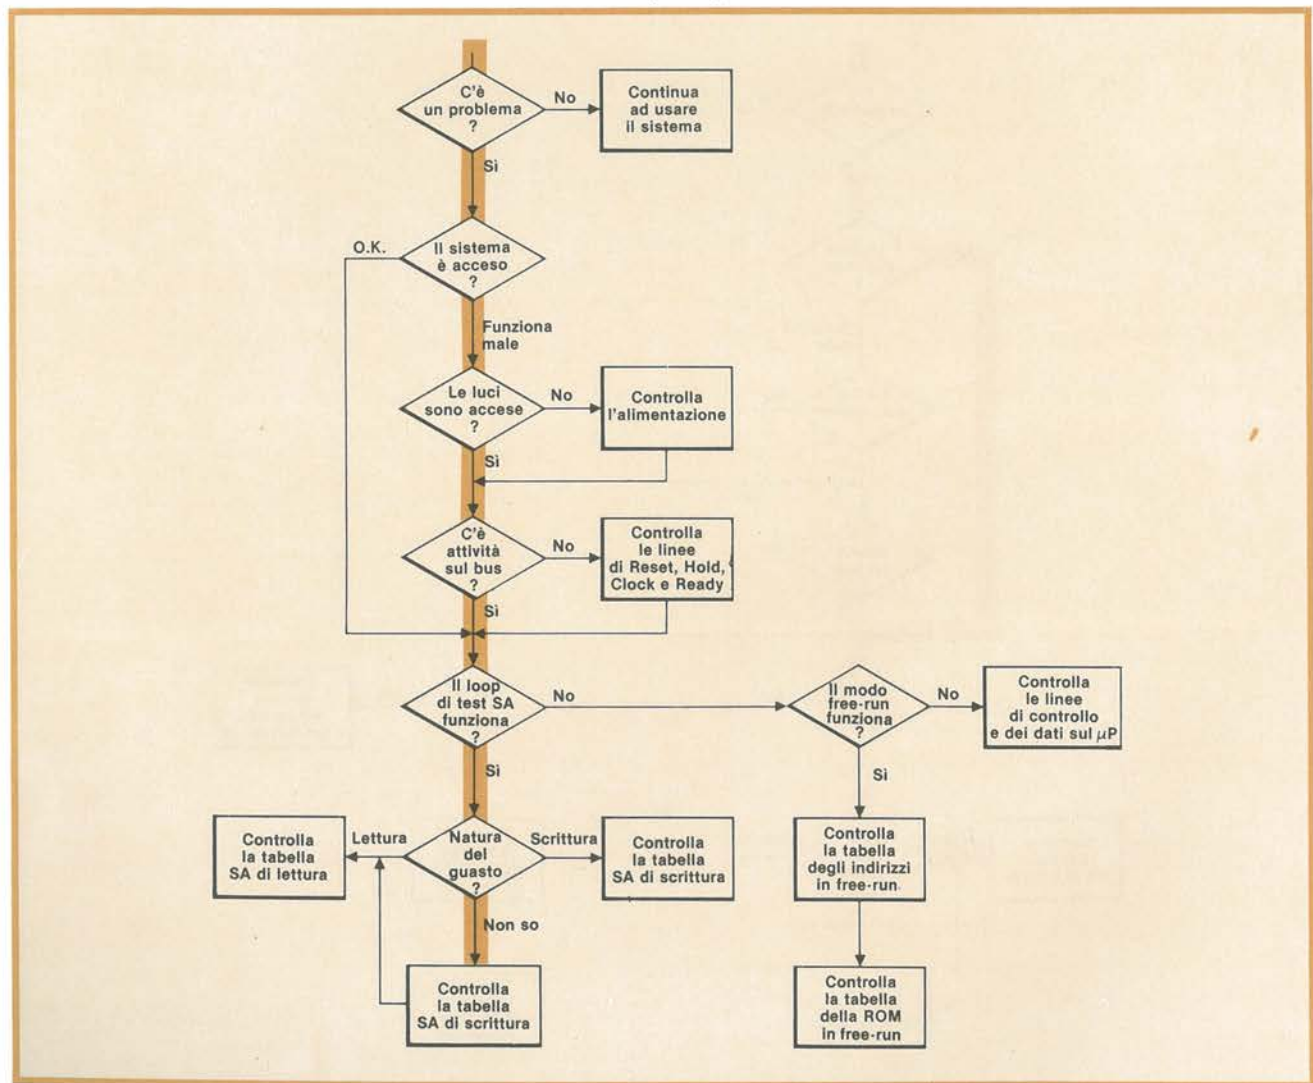 C'è
un problema
?
No
Continua
ad usare
il sistema
Sì
O.K.
Il sistema
è acceso
?
Funziona
male
Le luci
sono accese
?
No
Controlla
l'alimentazione
Sì
C'è
attività
sul bus
?
No
Controlla
le linee
di Reset, Hold,
Clock e Ready
Sì
Il loop
di test SA
funziona
?
No
Il modo
free-run
funziona
?
No
Controlla
le linee
di controllo
e dei dati sul μP
Sì
Sì
Controlla
la tabella
SA di lettura
Lettura
Natura
del
guasto
?
Scrittura
Controlla
la tabella
SA di scrittura
Controlla
la tabella
degli indirizzi
in free-run
Non so
Controlla
la tabella
SA di scrittura
Controlla
la tabella
della ROM
in free-run